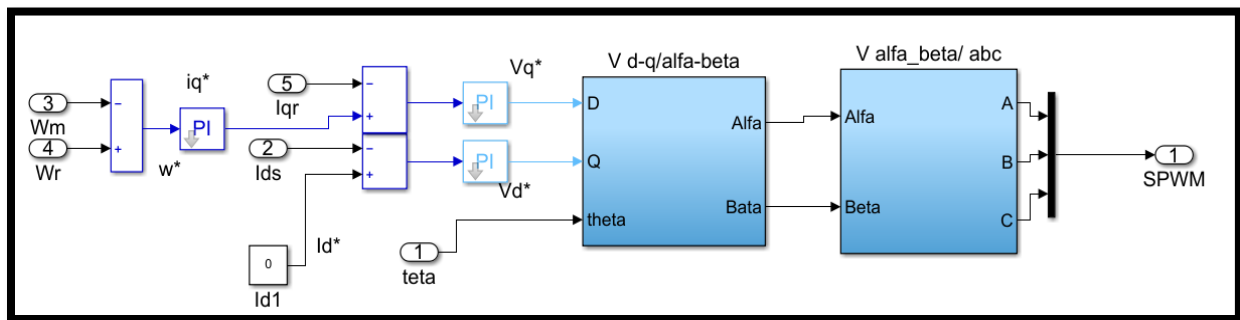 3
Wm
4
Wr
-
+
iq*
PI
w*
5
Iqr
2
Ids
-
+
-
+
0
Id1
Id*
Vq*
PI
PI
Vd*
1
teta
V d-q/alfa-beta
D
Q
theta
Alfa
Bata
V alfa_beta/ abc
Alfa
Beta
A
B
C
1
SPWM